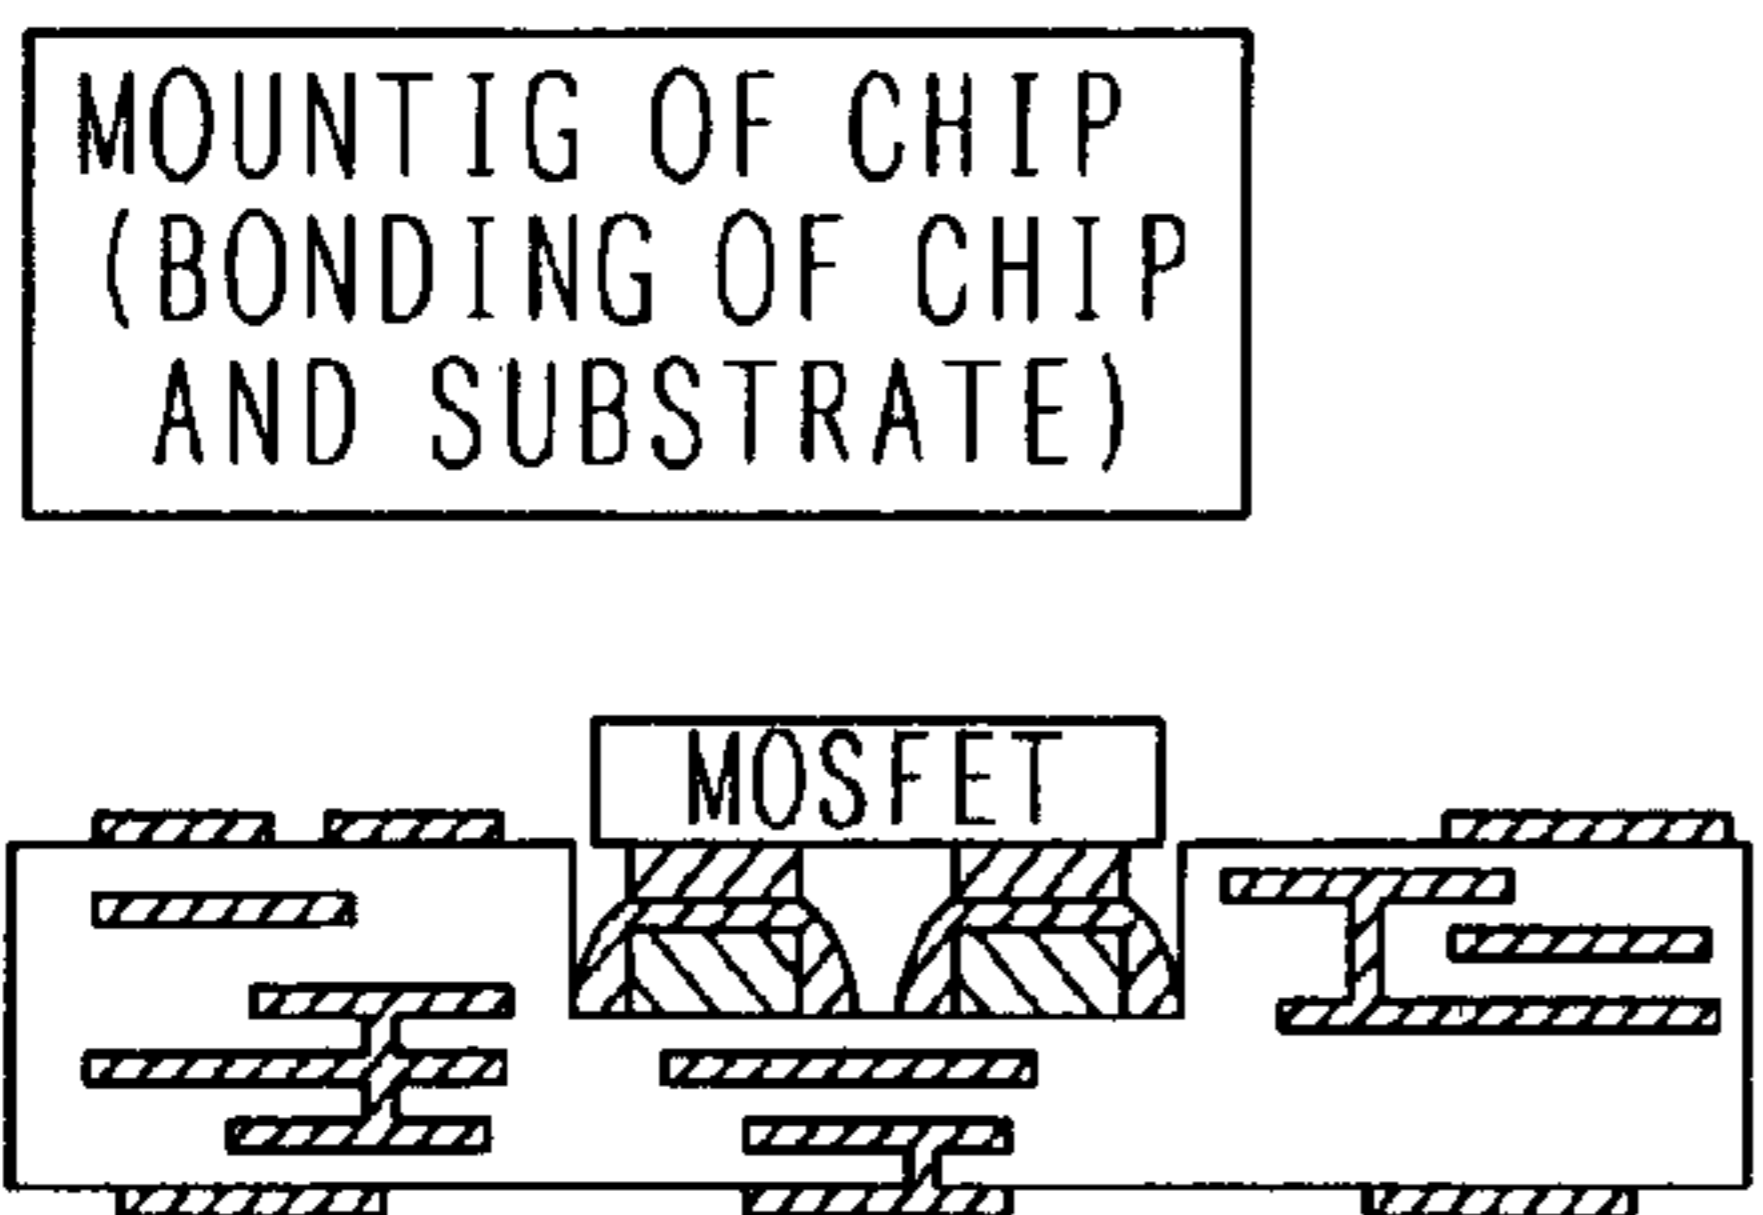 MOUNTIG OF CHIP
(BONDING OF CHIP
AND SUBSTRATE)
MOSFET